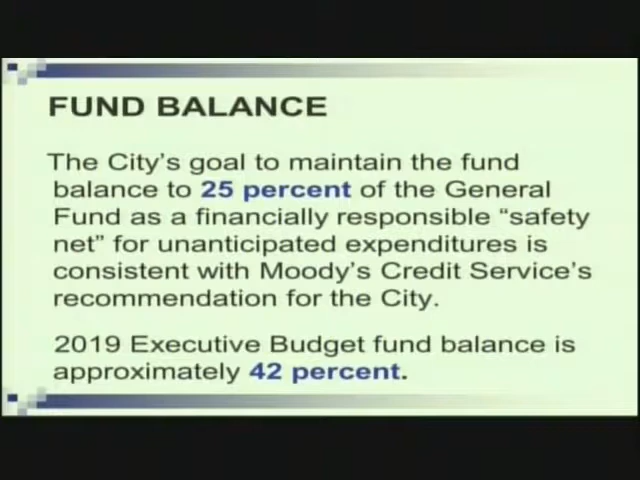 FUND BALANCE
The City's goal to maintain the fund
balance to 25 percent of the General
Fund as a financially responsible “safety
net” for unanticipated expenditures is
consistent with Moody's Credit Service's
recommendation for the City.
2019 Executive Budget fund balance is
approximately 42 percent.